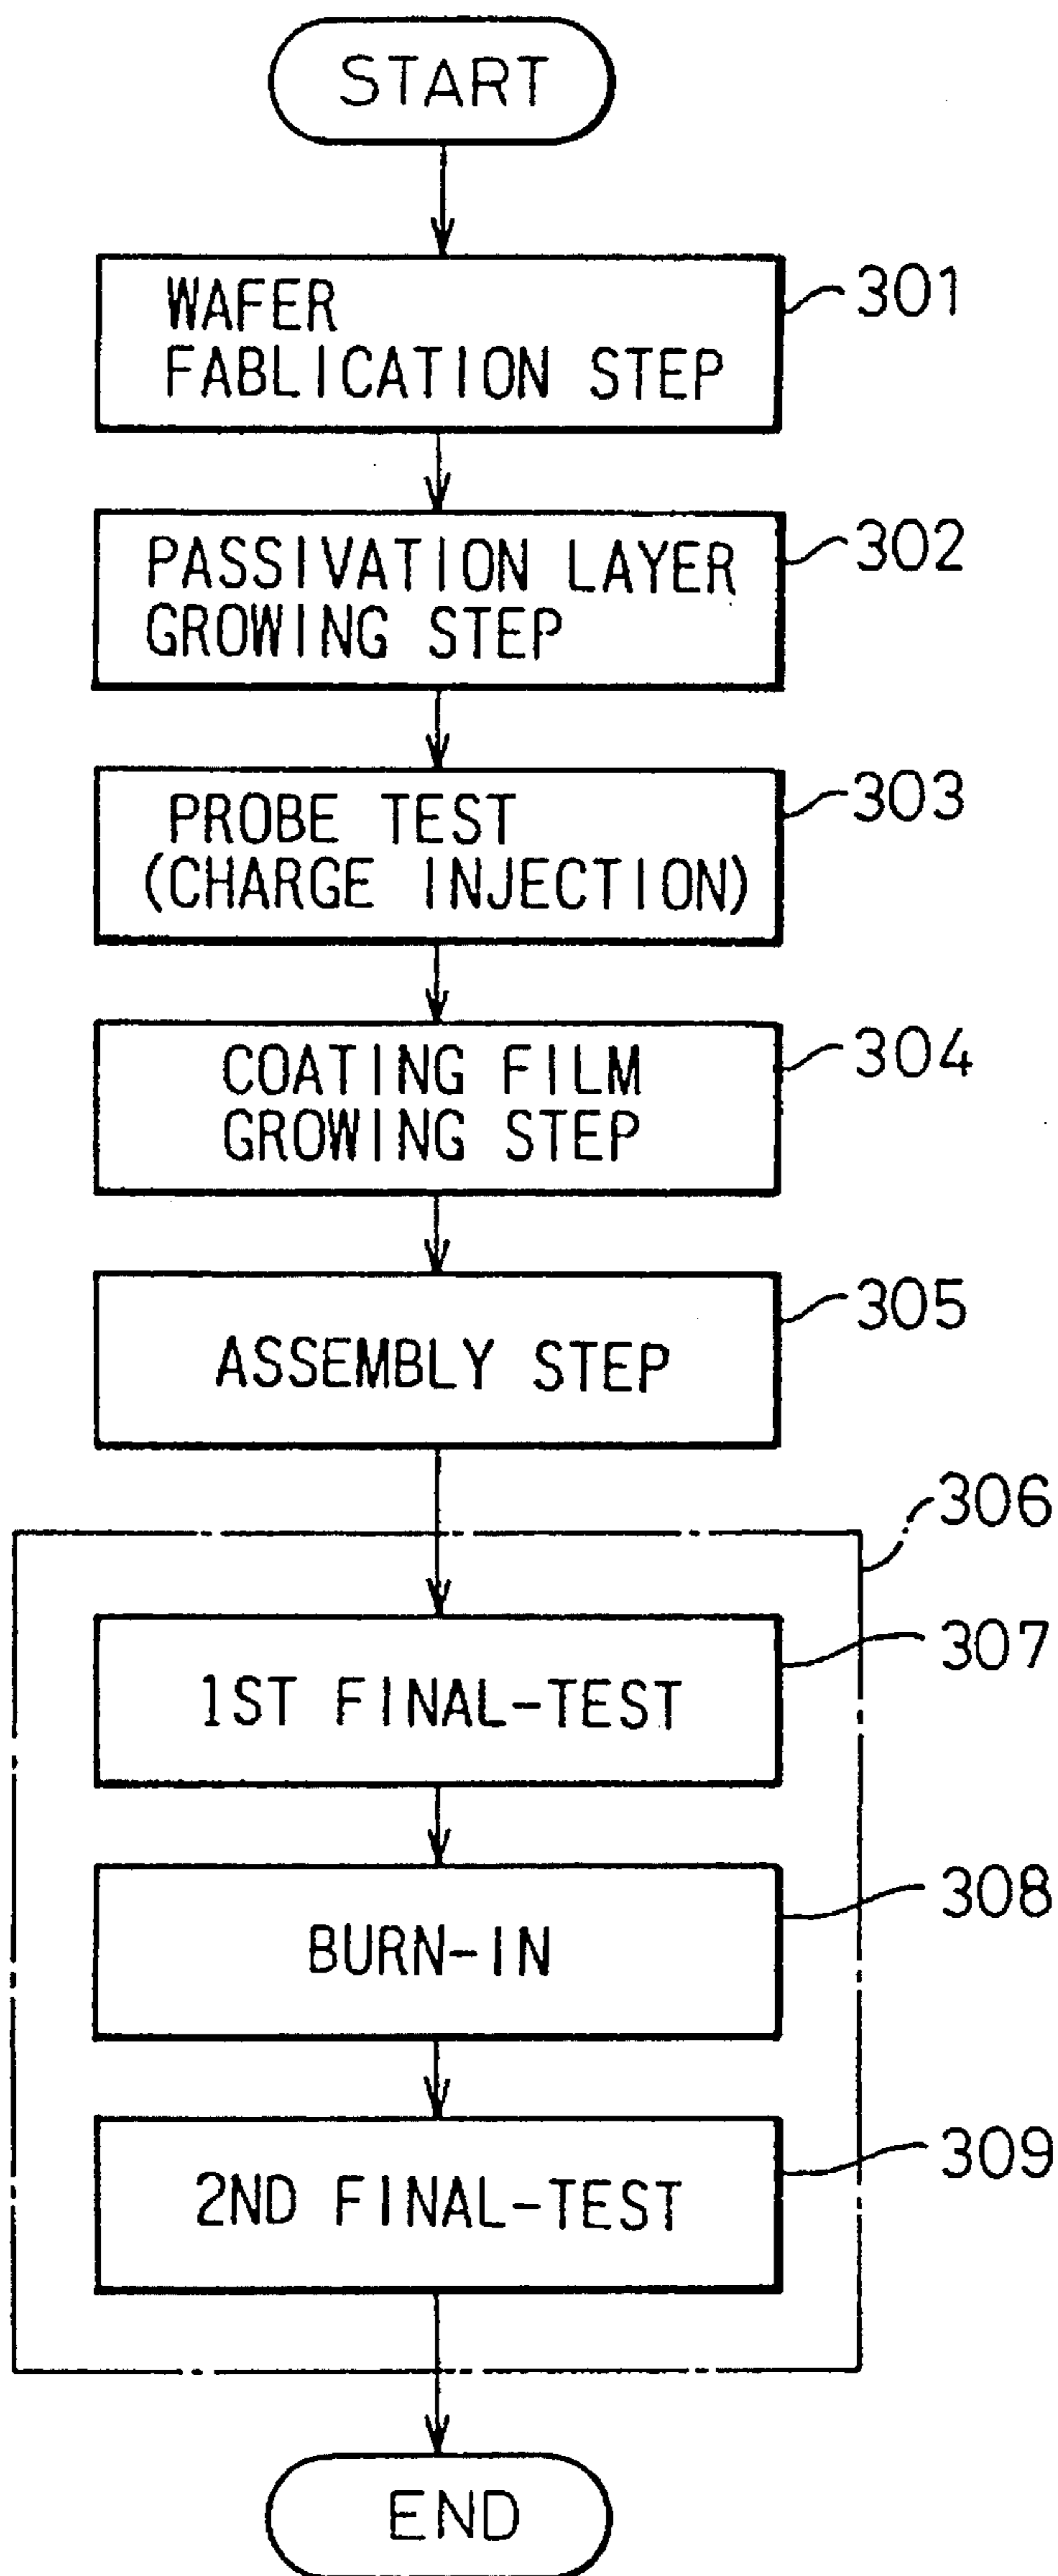 START
WAFER
FABLICATION STEP
301
PASSIVATION LAYER
GROWING STEP
302
PROBE TEST
(CHARGE INJECTION)
303
COATING FILM
GROWING STEP
304
ASSEMBLY STEP
305
306
1ST FINAL-TEST
307
BURN-IN
308
2ND FINAL-TEST
309
END